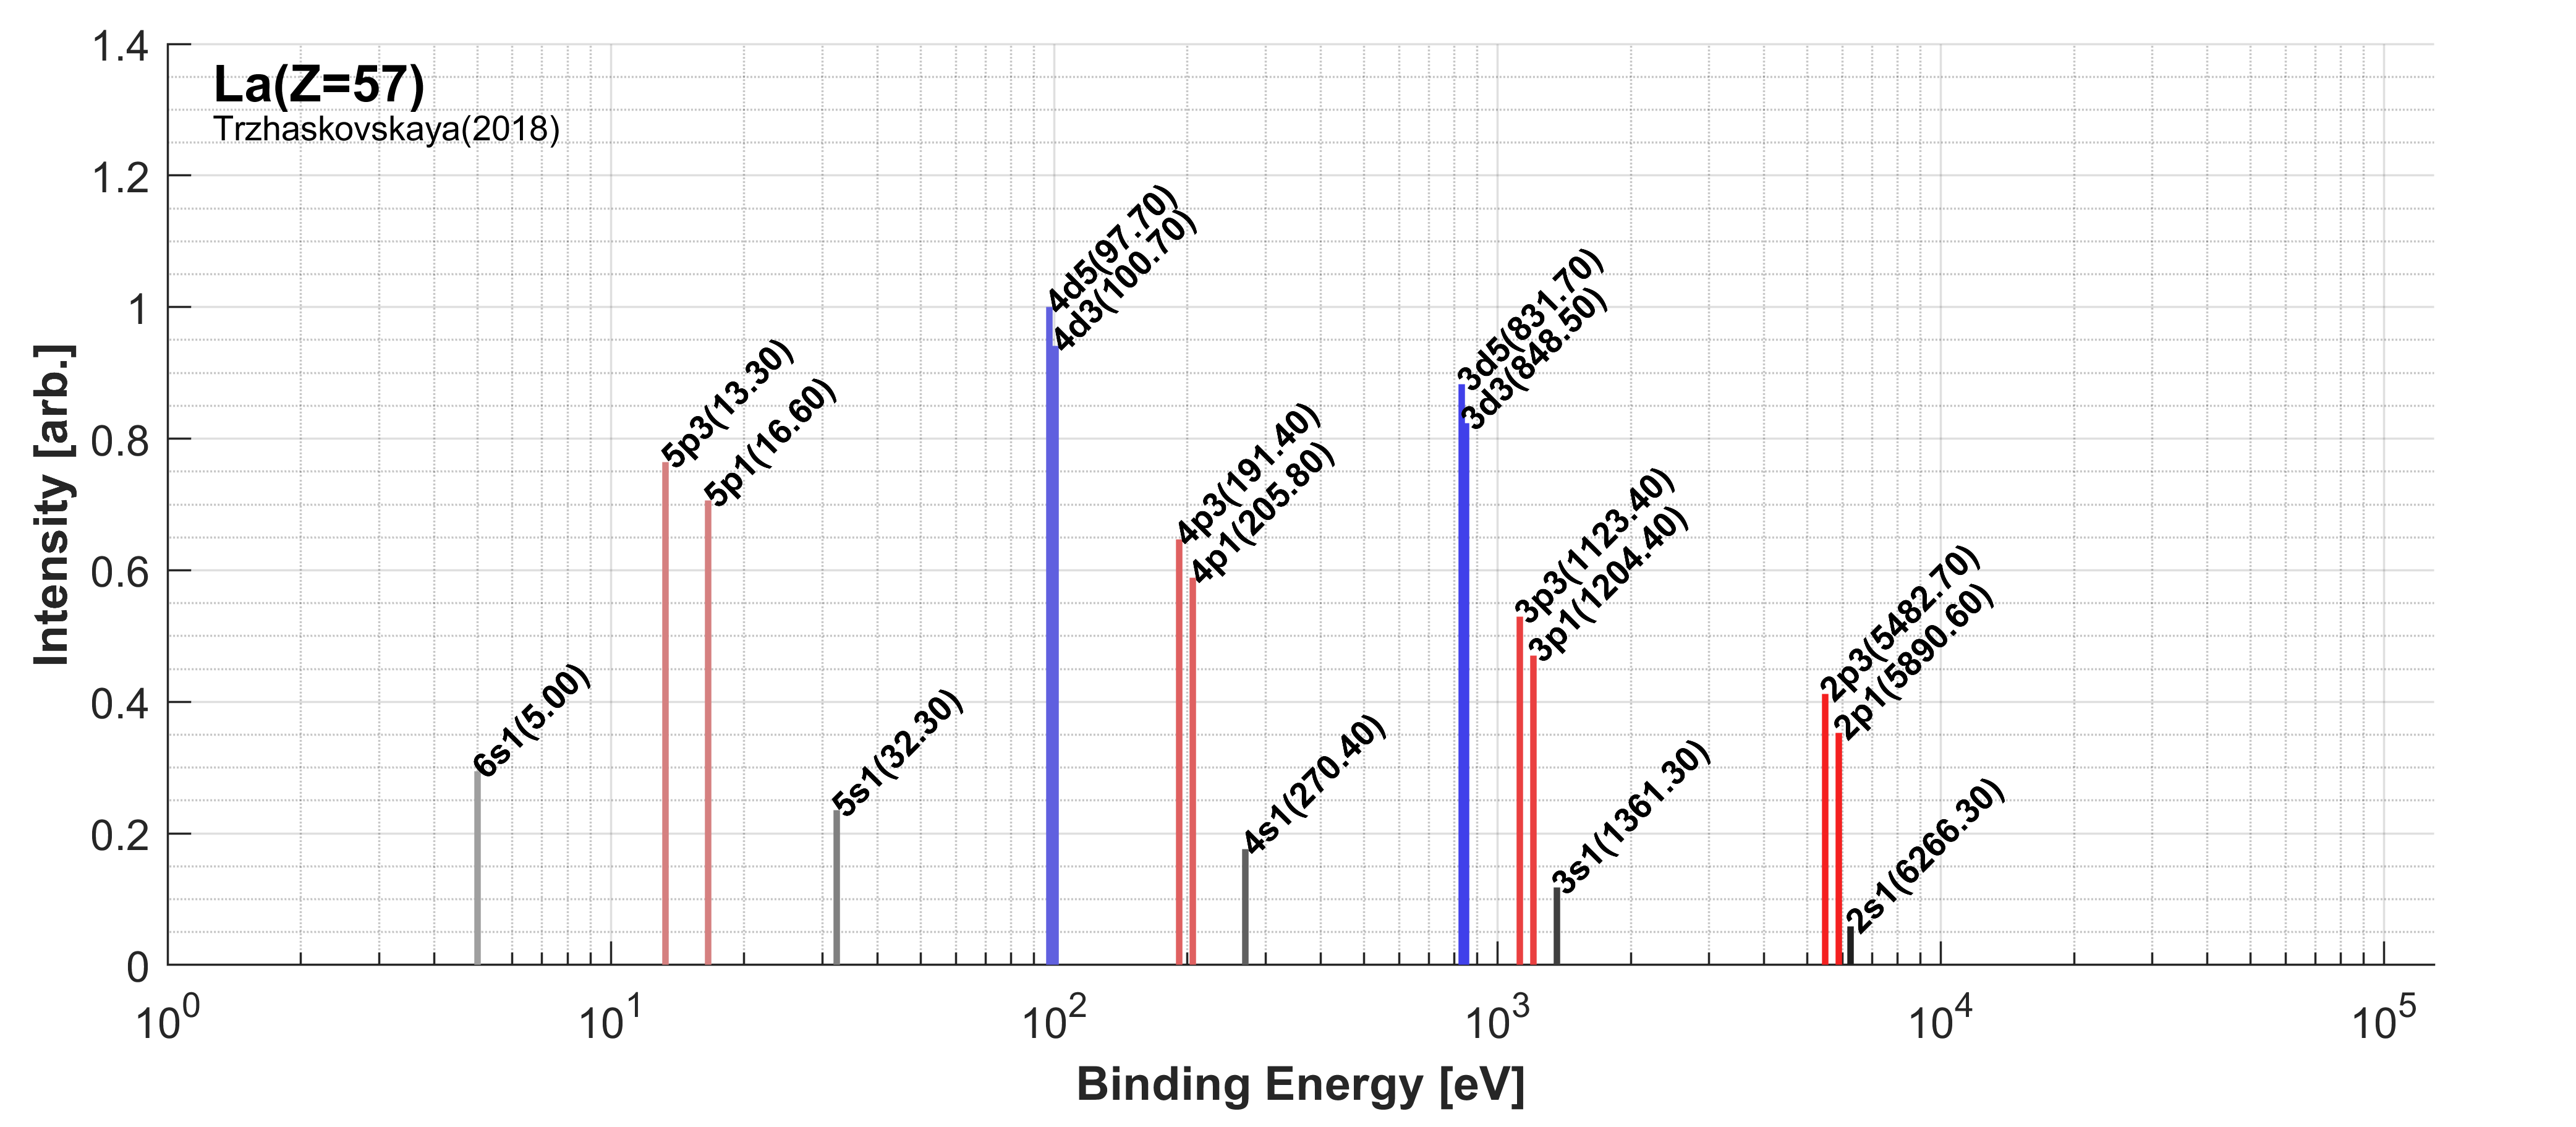 La(Z=57)
Trzhaskovskaya(2018)
Intensity [arb.]
1.4
1.2
1
0.8
0.6
0.4
0.2
0
6s1(5.00)
5p3(13.30)
5p1(16.60)
5s1(32.30)
4d5(97.70)
4d3(100.70)
4p3(191.40)
4p1(205.80)
4s1(270.40)
3d5(831.70)
3d3(848.50)
3p3(1123.40)
3p1(1204.40)
3s1(1361.30)
2p3(5482.70)
2p1(5890.60)
2s1(6266.30)
10^0 10^1 10^2 10^3 10^4 10^5
Binding Energy [eV]